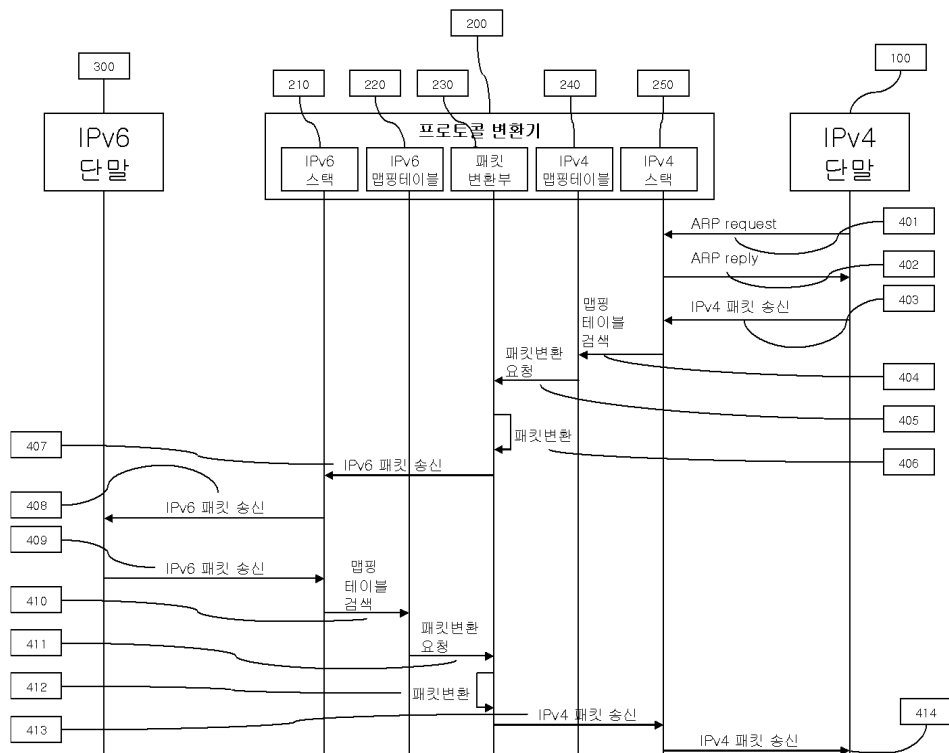 200
300
100
210
220
230
240
250
프로토콜 변환기
IPv6
단말
IPv6
스택
IPv6
맵핑테이블
패킷
변환부
IPv4
맵핑테이블
IPv4
스택
IPv4
단말
ARP request
401
ARP reply
402
IPv4 패킷 송신
403
맵핑
테이블
검색
404
패킷변환
요청
405
패킷변환
406
407
IPv6 패킷 송신
408
IPv6 패킷 송신
409
IPv6 패킷 송신
맵핑
테이블
검색
410
패킷변환
요청
411
412
패킷변환
413
IPv4 패킷 송신
414
IPv4 패킷 송신